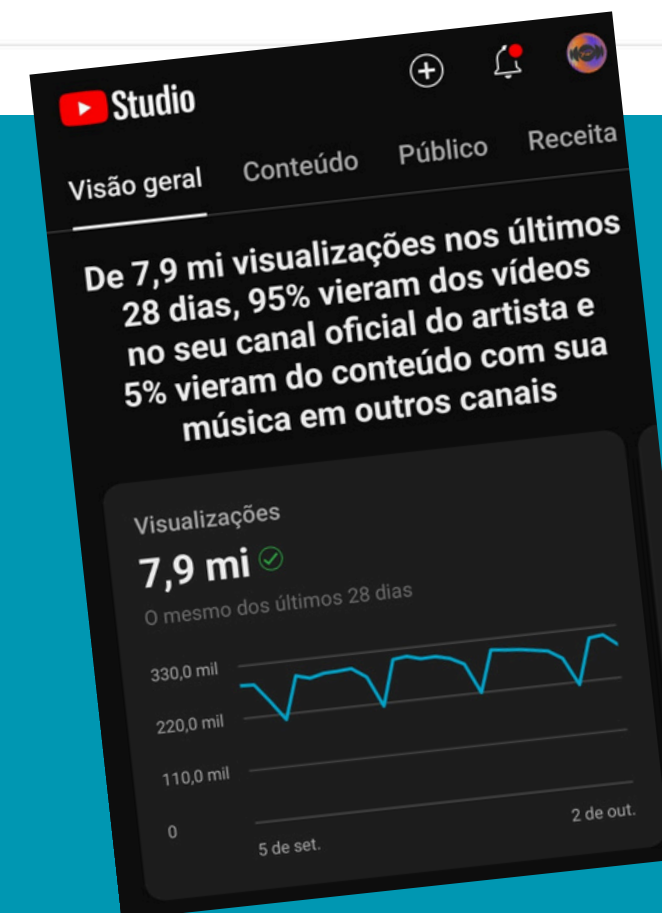 Studio
Visão geral Conteúdo Público Receita
De 7,9 mi visualizações nos últimos
28 dias, 95% vieram dos vídeos
no seu canal oficial do artista e
5% vieram do conteúdo com sua
música em outros canais
Visualizações
7,9 mi
O mesmo dos últimos 28 dias
330,0 mil
220,0 mil
110,0 mil
0
5 de set. 2 de out.